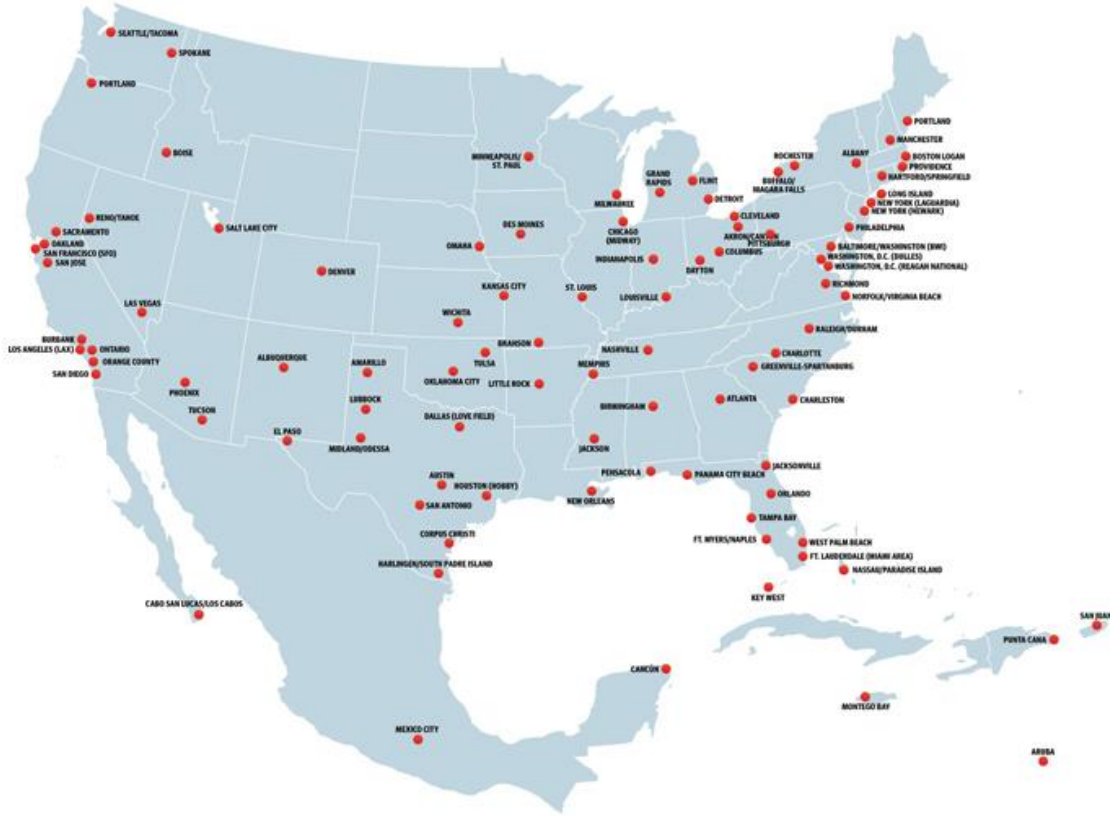 SEATTLE/TACOMA
SPOKANE
PORTLAND
BOISE
MINNEAPOLIS/
ST. PAUL
PORTLAND
MANCHESTER
ALBANY
BOSTON LOGAN
PROVIDENCE
HARTFORD/SPRINGFIELD
ROCHESTER
BUFFALO/
NIAGARA FALLS
GRAND
RAPIDS
FLINT
DETROIT
MILWAUKEE
LONG ISLAND
NEW YORK (LAGUARDIA)
NEW YORK (NEWARK)
RENO/TAHOE
SACRAMENTO
OAKLAND
SAN FRANCISCO (SFO)
SAN JOSE
SALT LAKE CITY
DES MOINES
OMAHA
CHICAGO
(MIDWAY)
CLEVELAND
AKRON/CANTON
PITTSBURGH
PHILADELPHIA
COLUMBUS
BALTIMORE/WASHINGTON (BWI)
WASHINGTON, D.C. (DULLES)
WASHINGTON, D.C. (REAGAN NATIONAL)
INDIANAPOLIS
DAYTON
DENVER
KANSAS CITY
ST. LOUIS
LOUISVILLE
RICHMOND
NORFOLK/VIRGINIA BEACH
LAS VEGAS
WICHITA
RALEIGH/DURHAM
BURBANK
LOS ANGELES (LAX)
ONTARIO
ORANGE COUNTY
SAN DIEGO
BRANSON
NASHVILLE
CHARLOTTE
ALBUQUERQUE
AMARILLO
TULSA
OKLAHOMA CITY
MEMPHIS
GREENVILLE-SPARTANBURG
PHOENIX
TUCSON
LUBBOCK
LITTLE ROCK
BIRMINGHAM
ATLANTA
CHARLESTON
DALLAS (LOVE FIELD)
EL PASO
MIDLAND/ODESSA
JACKSON
AUSTIN
HOUSTON (HOBBY)
SAN ANTONIO
PENSACOLA
PANAMA CITY BEACH
JACKSONVILLE
NEW ORLEANS
ORLANDO
TAMPA BAY
CORPUS CHRISTI
FT. MYERS/NAPLES
WEST PALM BEACH
FT. LAUDERDALE (MIAMI AREA)
HARLINGEN/SOUTH PADRE ISLAND
NASSAU/PARADISE ISLAND
KEY WEST
CABO SAN LUCAS/LOS CABOS
SAN JUAN
PUNTA CANA
CANCÚN
MONTEGO BAY
MEXICO CITY
ARUBA